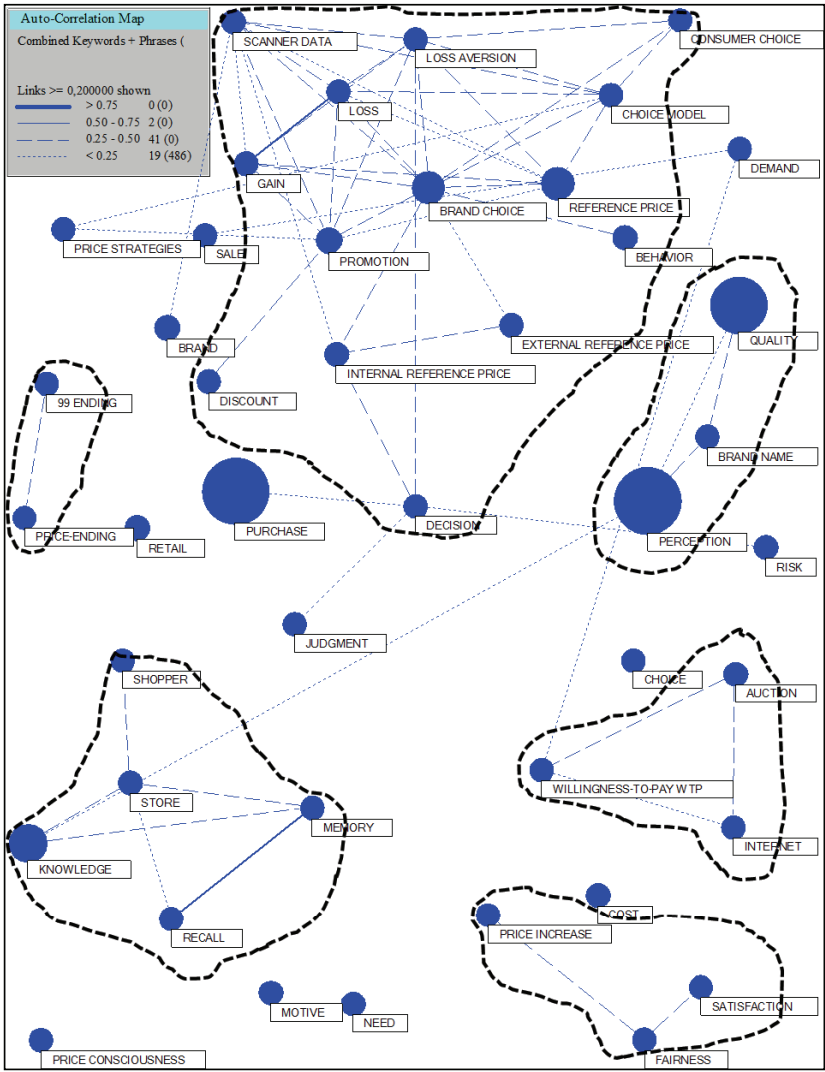 Auto-Correlation Map
Combined Keywords + Phrases (
Links >= 0,200000 shown
> 0.75 0 (0)
0.50 - 0.75 2 (0)
0.25 - 0.50 41 (0)
< 0.25 19 (486)
SCANNER DATA
CONSUMER CHOICE
LOSS AVERSION
LOSS
CHOICE MODEL
DEMAND
GAIN
BRAND CHOICE
REFERENCE PRICE
PRICE STRATEGIES
SALE
PROMOTION
BEHAVIOR
QUALITY
BRAND
EXTERNAL REFERENCE PRICE
INTERNAL REFERENCE PRICE
99 ENDING
DISCOUNT
BRAND NAME
PURCHASE
DECISION
PRICE-ENDING
RETAIL
PERCEPTION
RISK
JUDGMENT
SHOPPER
CHOICE
AUCTION
STORE
WILLINGNESS-TO-PAY WTP
MEMORY
INTERNET
KNOWLEDGE
COST
RECALL
PRICE INCREASE
SATISFACTION
MOTIVE
NEED
PRICE CONSCIOUSNESS
FAIRNESS